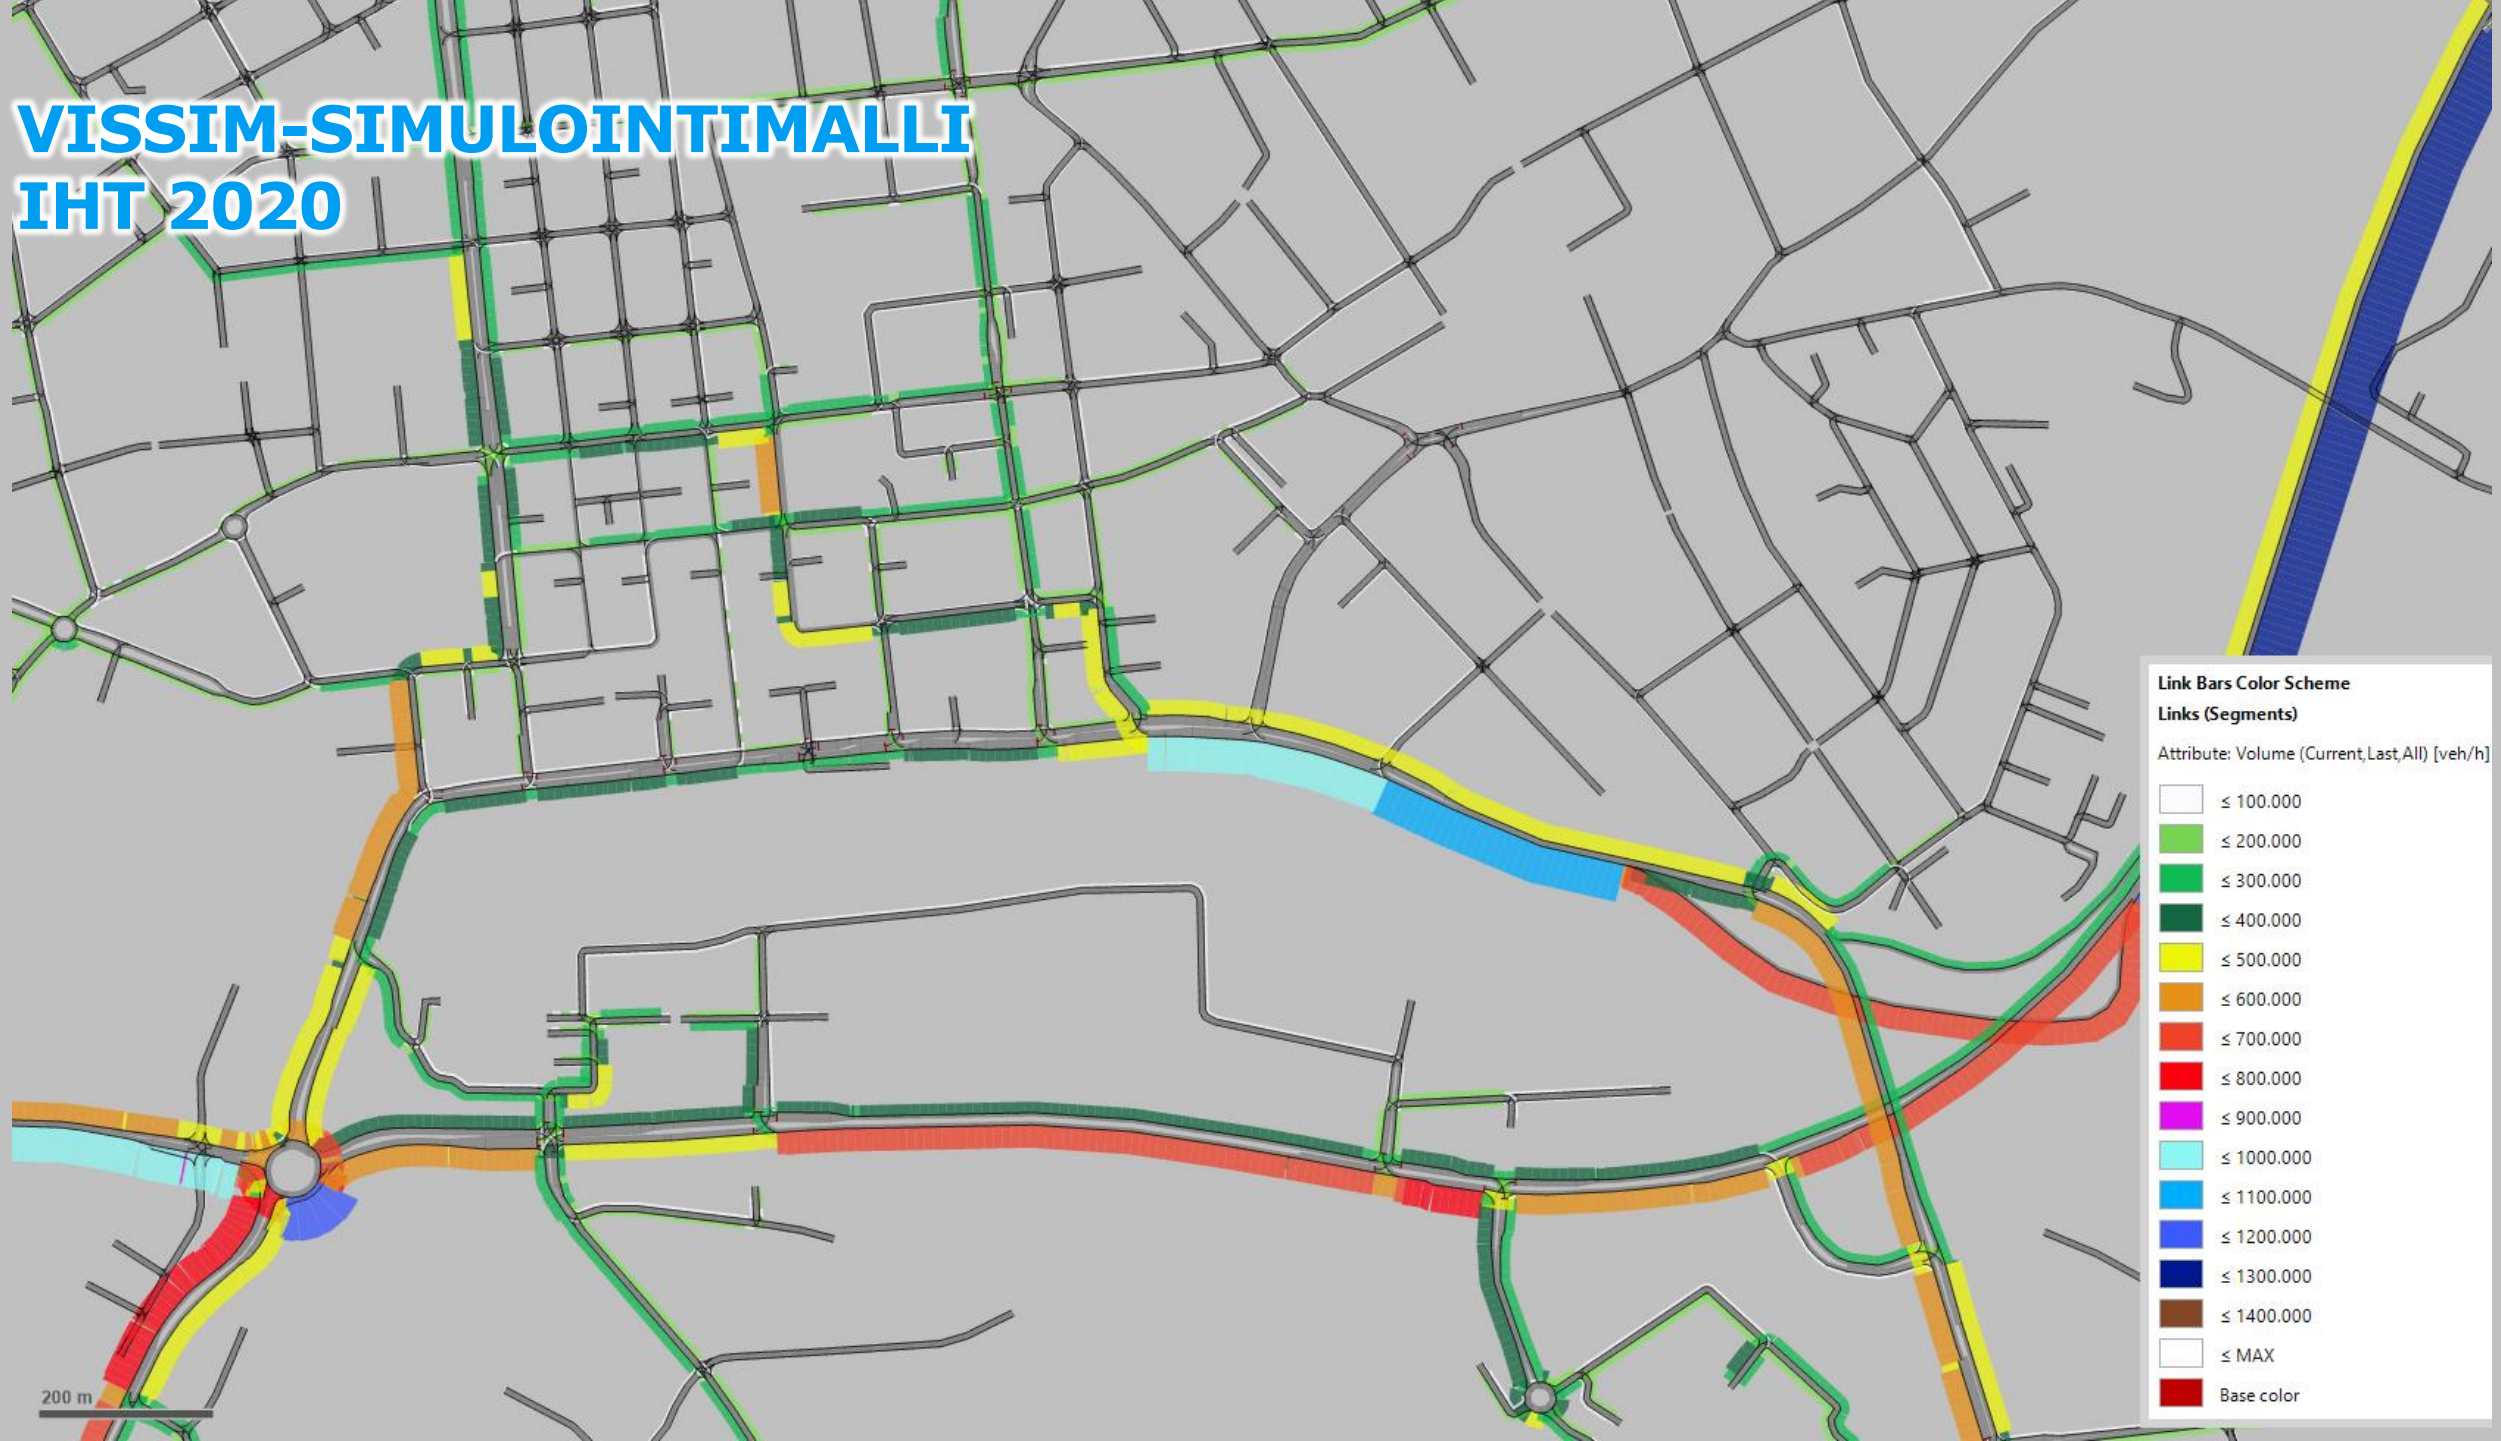 VISSIM-SIMULOINTIMALLI
IHT 2020
Link Bars Color Scheme
Links (Segments)
Attribute: Volume (Current,Last,All) [veh/h]
≤ 100.000
≤ 200.000
≤ 300.000
≤ 400.000
≤ 500.000
≤ 600.000
≤ 700.000
≤ 800.000
≤ 900.000
≤ 1000.000
≤ 1100.000
≤ 1200.000
≤ 1300.000
≤ 1400.000
≤ MAX
Base color
200 m